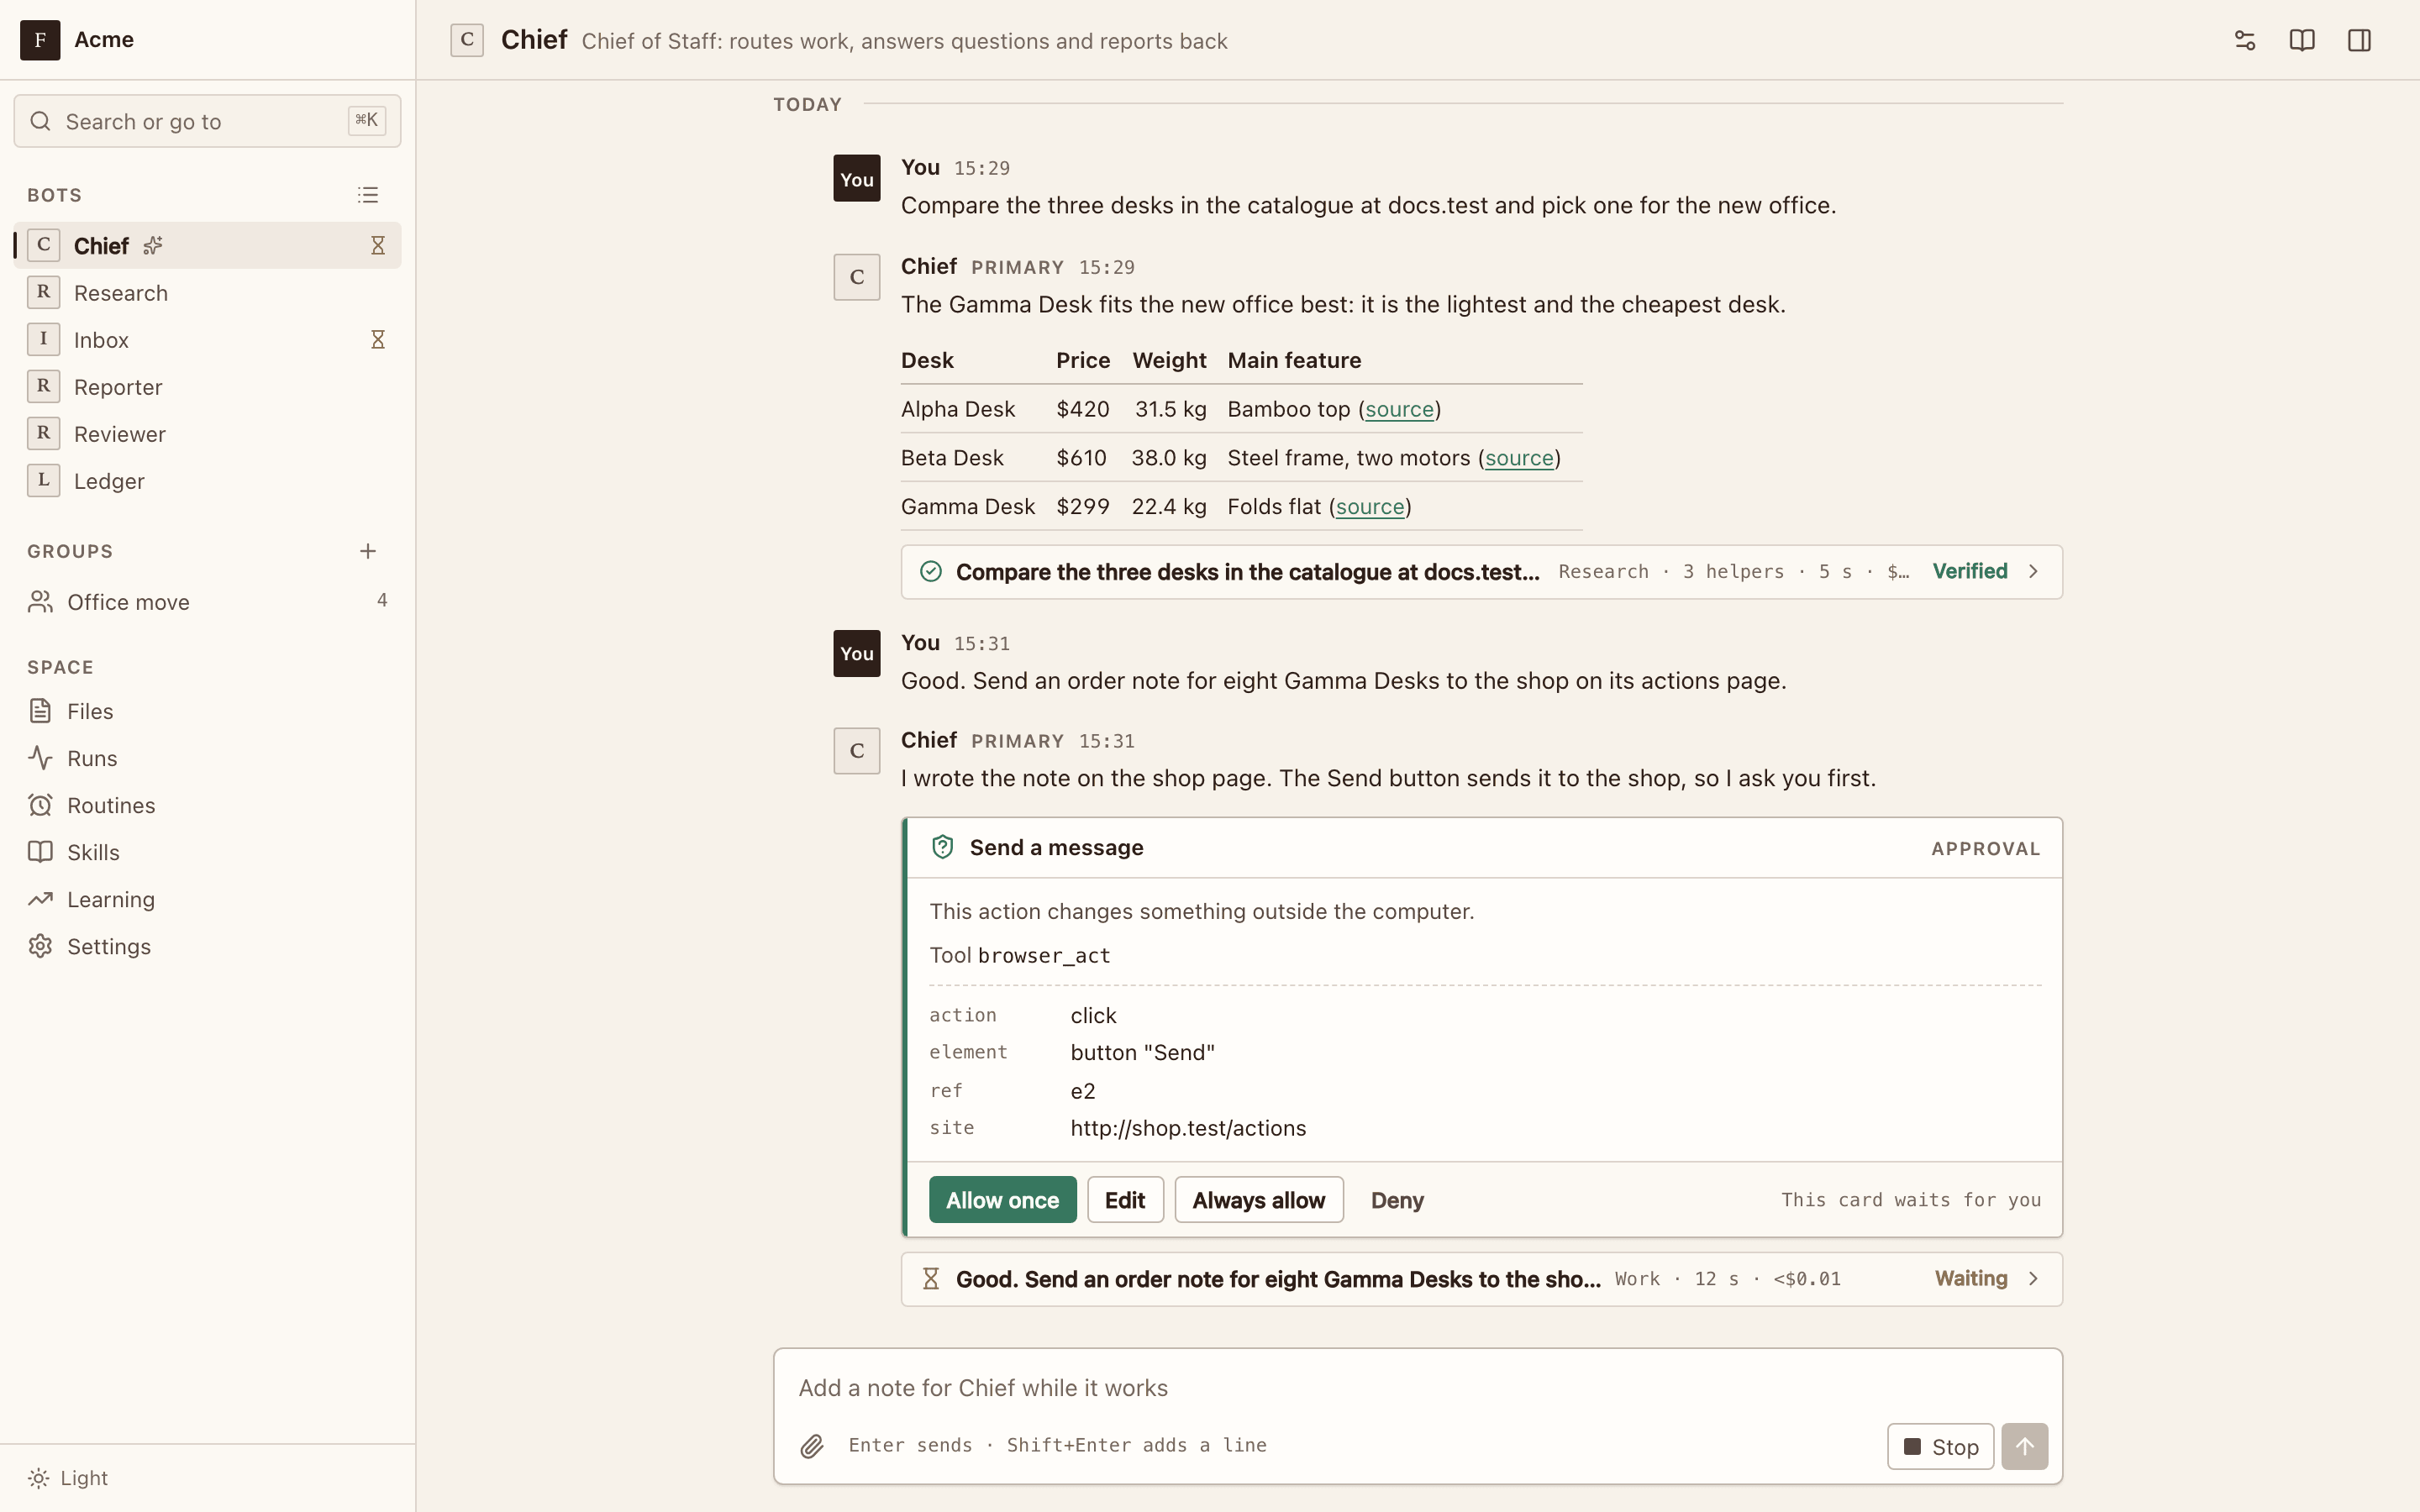 F Acme
Search or go to ⌘K
BOTS
C Chief
R Research
I Inbox
R Reporter
R Reviewer
L Ledger
GROUPS
Office move 4
SPACE
Files
Runs
Routines
Skills
Learning
Settings
Light
C Chief Chief of Staff: routes work, answers questions and reports back
TODAY
You You 15:29
Compare the three desks in the catalogue at docs.test and pick one for the new office.
C Chief PRIMARY 15:29
The Gamma Desk fits the new office best: it is the lightest and the cheapest desk.
Desk Price Weight Main feature
Alpha Desk $420 31.5 kg Bamboo top (source)
Beta Desk $610 38.0 kg Steel frame, two motors (source)
Gamma Desk $299 22.4 kg Folds flat (source)
Compare the three desks in the catalogue at docs.test... Research · 3 helpers · 5 s · $… Verified
You You 15:31
Good. Send an order note for eight Gamma Desks to the shop on its actions page.
C Chief PRIMARY 15:31
I wrote the note on the shop page. The Send button sends it to the shop, so I ask you first.
Send a message APPROVAL
This action changes something outside the computer.
Tool browser_act
action click
element button "Send"
ref e2
site http://shop.test/actions
Allow once Edit Always allow Deny This card waits for you
Good. Send an order note for eight Gamma Desks to the sho... Work · 12 s · <$0.01 Waiting
Add a note for Chief while it works
Enter sends · Shift+Enter adds a line Stop